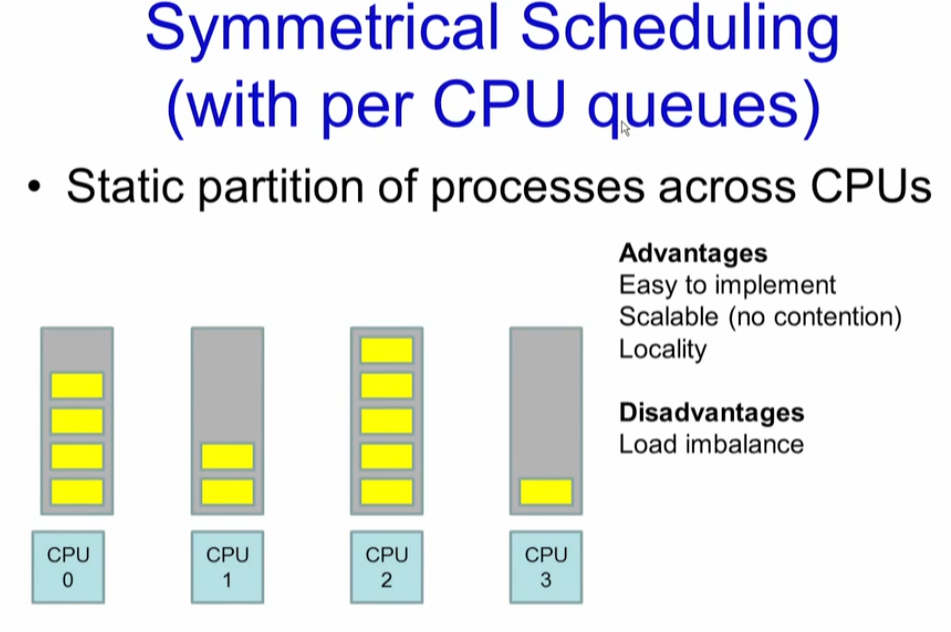 Symmetrical Scheduling
(with per CPU queues)
• Static partition of processes across CPUs
Advantages
Easy to implement
Scalable (no contention)
Locality
Disadvantages
Load imbalance
CPU
0
CPU
1
CPU
2
CPU
3